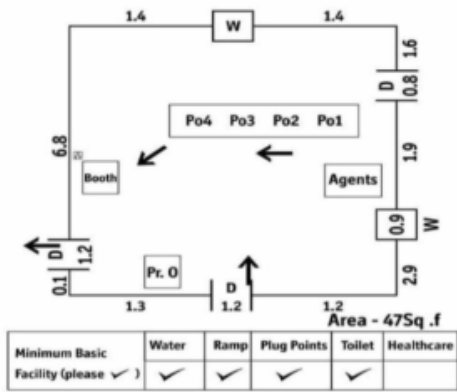 1.4 W 1.4
1.6
D 0.8
Po4 Po3 Po2 Po1
6.8
1.9
Booth
Agents
0.9 W
D 1.2
Pr. O
2.9
0.1
D
1.3 1.2 1.2
Area - 47Sq .f
Minimum Basic Facility (please ✓ )
Water Ramp Plug Points Toilet Healthcare
✓ ✓ ✓ ✓